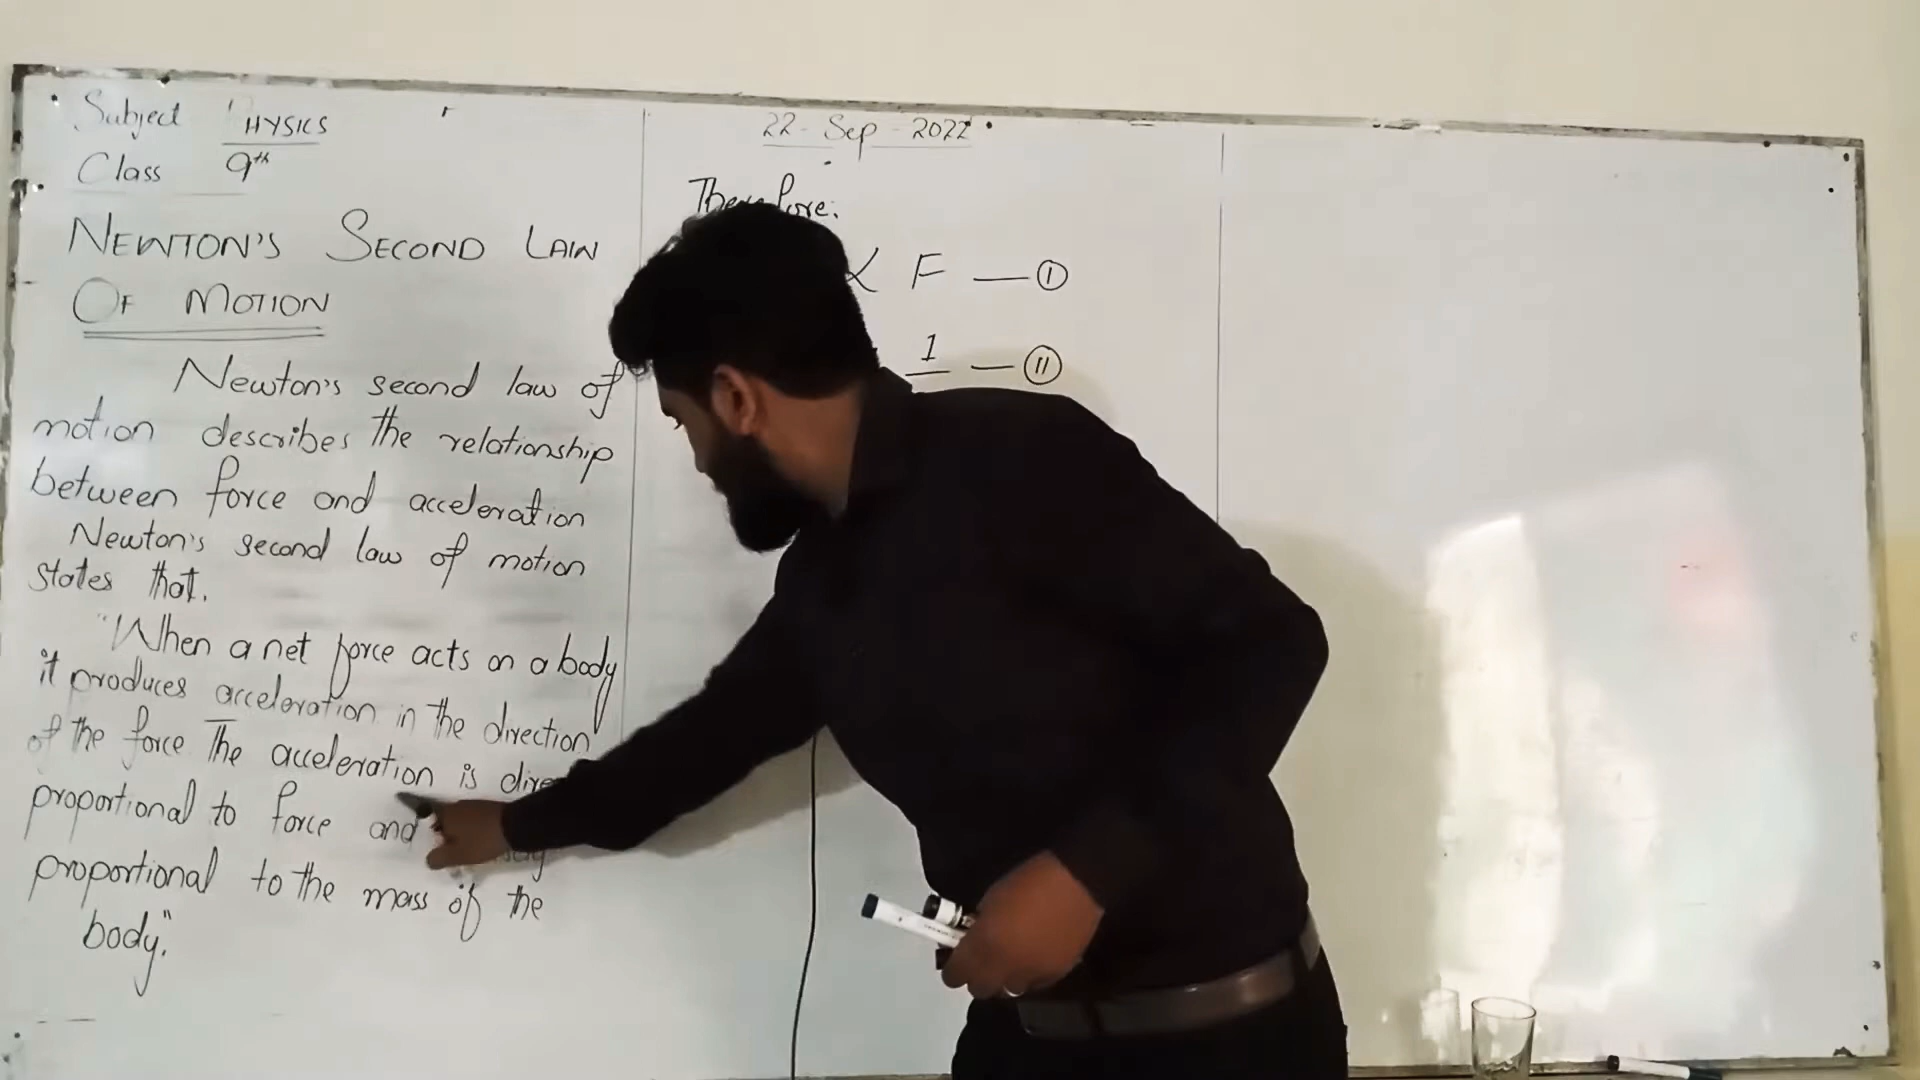 Subject PHYSICS
Class 9th
NEWTON'S SECOND LAW
OF MOTION
Newton's second law of
motion describes the relationship
between force and acceleration
Newton's second law of motion
states that.
"When a net force acts on a body
it produces acceleration in the direction
of the force The acceleration is
proportional to force and
proportional to the mass of the
body."
22-Sep-2022
Therefore:
∝ F — (I)
1 — (II)